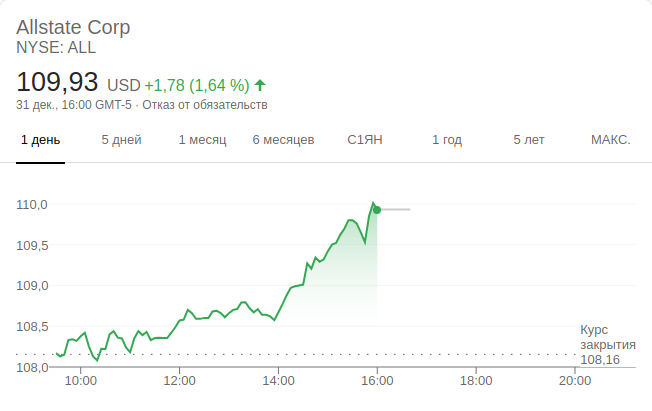 Allstate Corp
NYSE: ALL
109,93 USD +1,78 (1,64 %)
31 дек., 16:00 GMT-5 · Отказ от обязательств
1 день 5 дней 1 месяц 6 месяцев С1ЯН 1 год 5 лет МАКС.
110,0
109,5
109,0
108,5
108,0
Курс
закрытия
108,16
10:00 12:00 14:00 16:00 18:00 20:00